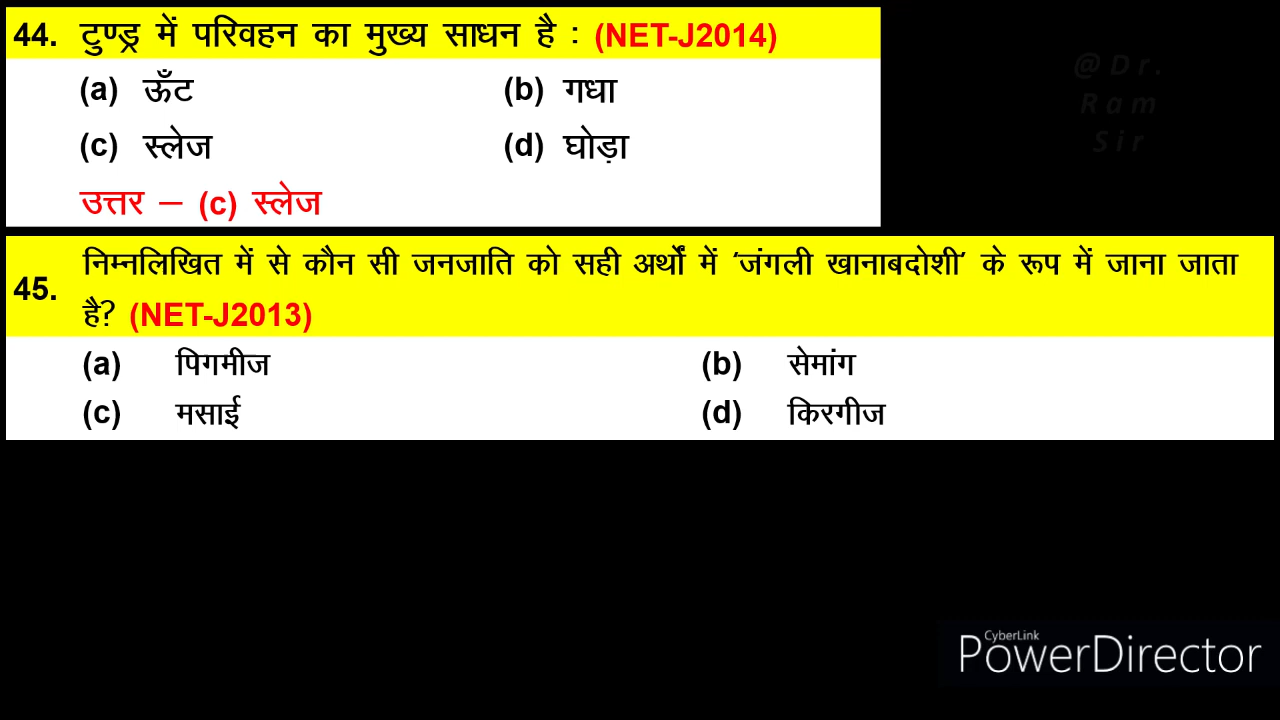 44. टुण्ड्र में परिवहन का मुख्य साधन है : (NET-J2014)
(a) ऊँट (b) गधा
(c) स्लेज (d) घोड़ा
उत्तर – (c) स्लेज
@Dr.
Ram
Sir
45. निम्नलिखित में से कौन सी जनजाति को सही अर्थों में 'जंगली खानाबदोशी' के रूप में जाना जाता
है? (NET-J2013)
(a) पिगमीज (b) सेमांग
(c) मसाई (d) किरगीज
CyberLink
PowerDirector